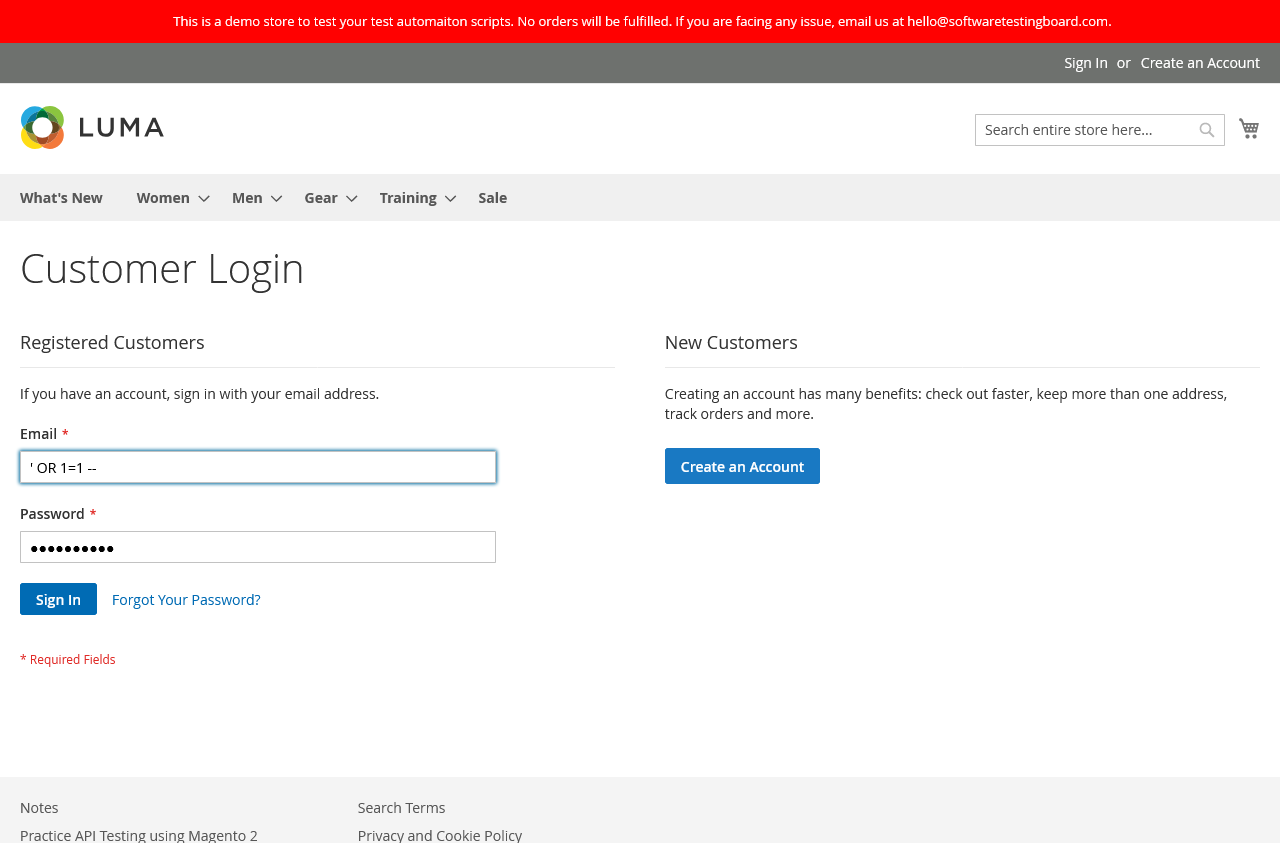 This is a demo store to test your test automaiton scripts. No orders will be fulfilled. If you are facing any issue, email us at hello@softwaretestingboard.com.
Sign In or Create an Account
LUMA
Search entire store here...
What's New Women Men Gear Training Sale
Customer Login
Registered Customers
If you have an account, sign in with your email address.
Email *
' OR 1=1 --
Password *
••••••••••
Sign In Forgot Your Password?
* Required Fields
New Customers
Creating an account has many benefits: check out faster, keep more than one address,
track orders and more.
Create an Account
Notes
Practice API Testing using Magento 2
Search Terms
Privacy and Cookie Policy